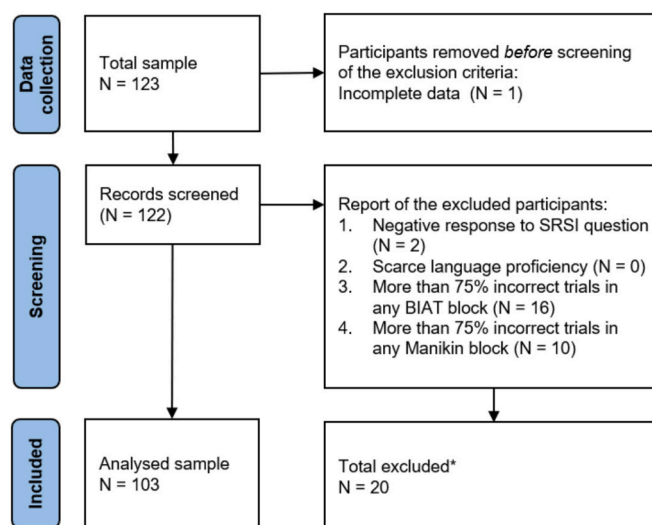 Data
collection
Total sample
N = 123
Participants removed before screening
of the exclusion criteria:
Incomplete data (N = 1)
Screening
Records screened
(N = 122)
Report of the excluded participants:
1. Negative response to SRSI question
(N = 2)
2. Scarce language proficiency (N = 0)
3. More than 75% incorrect trials in
any BIAT block (N = 16)
4. More than 75% incorrect trials in
any Manikin block (N = 10)
Included
Analysed sample
N = 103
Total excluded*
N = 20